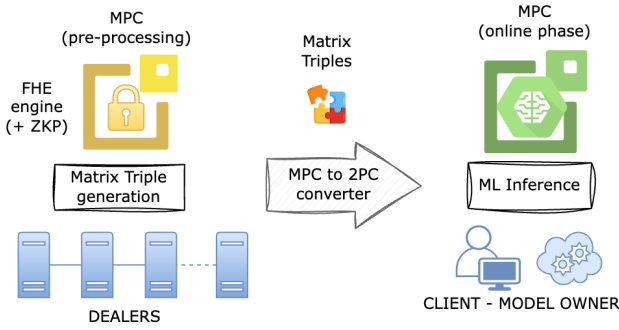 MPC
(pre-processing)
FHE
engine
(+ ZKP)
Matrix Triple
generation
DEALERS
Matrix
Triples
MPC to 2PC
converter
MPC
(online phase)
ML Inference
CLIENT - MODEL OWNER